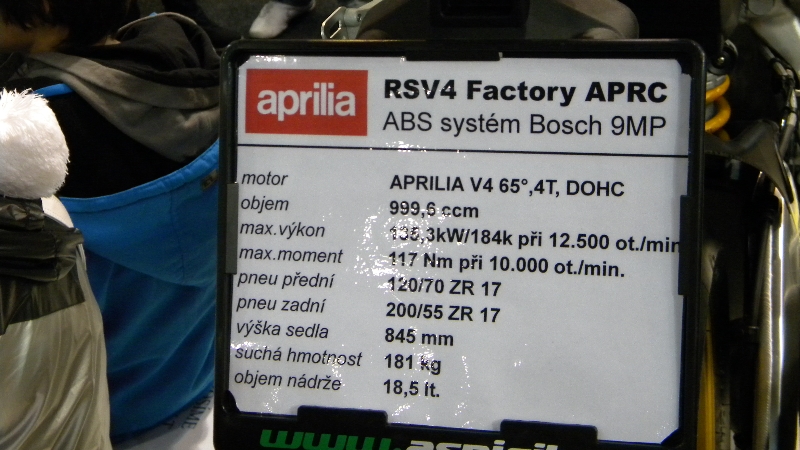 aprilia
RSV4 Factory APRC
ABS systém Bosch 9MP
motor APRILIA V4 65°,4T, DOHC
objem 999,6 ccm
max.výkon 135,3kW/184k při 12.500 ot./min
max.moment 117 Nm při 10.000 ot./min.
pneu přední 120/70 ZR 17
pneu zadní 200/55 ZR 17
výška sedla 845 mm
suchá hmotnost 181 kg
objem nádrže 18,5 lt.